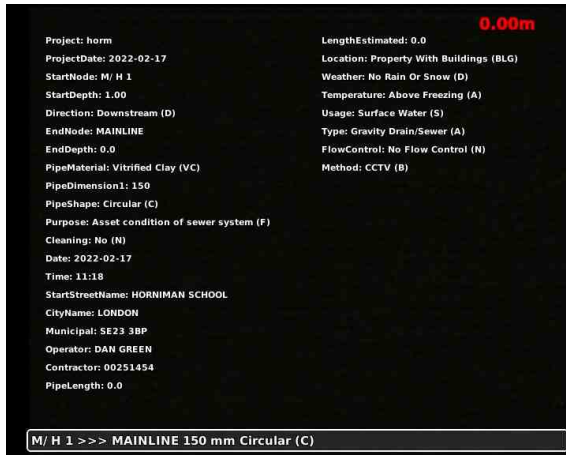 0.00m
Project: horm
ProjectDate: 2022-02-17
StartNode: M/ H 1
StartDepth: 1.00
Direction: Downstream (D)
EndNode: MAINLINE
EndDepth: 0.0
PipeMaterial: Vitrified Clay (VC)
PipeDimension1: 150
PipeShape: Circular (C)
Purpose: Asset condition of sewer system (F)
Cleaning: No (N)
Date: 2022-02-17
Time: 11:18
StartStreetName: HORNIMAN SCHOOL
CityName: LONDON
Municipal: SE23 3BP
Operator: DAN GREEN
Contractor: 00251454
PipeLength: 0.0
LengthEstimated: 0.0
Location: Property With Buildings (BLG)
Weather: No Rain Or Snow (D)
Temperature: Above Freezing (A)
Usage: Surface Water (S)
Type: Gravity Drain/Sewer (A)
FlowControl: No Flow Control (N)
Method: CCTV (B)
M/ H 1 >>> MAINLINE 150 mm Circular (C)